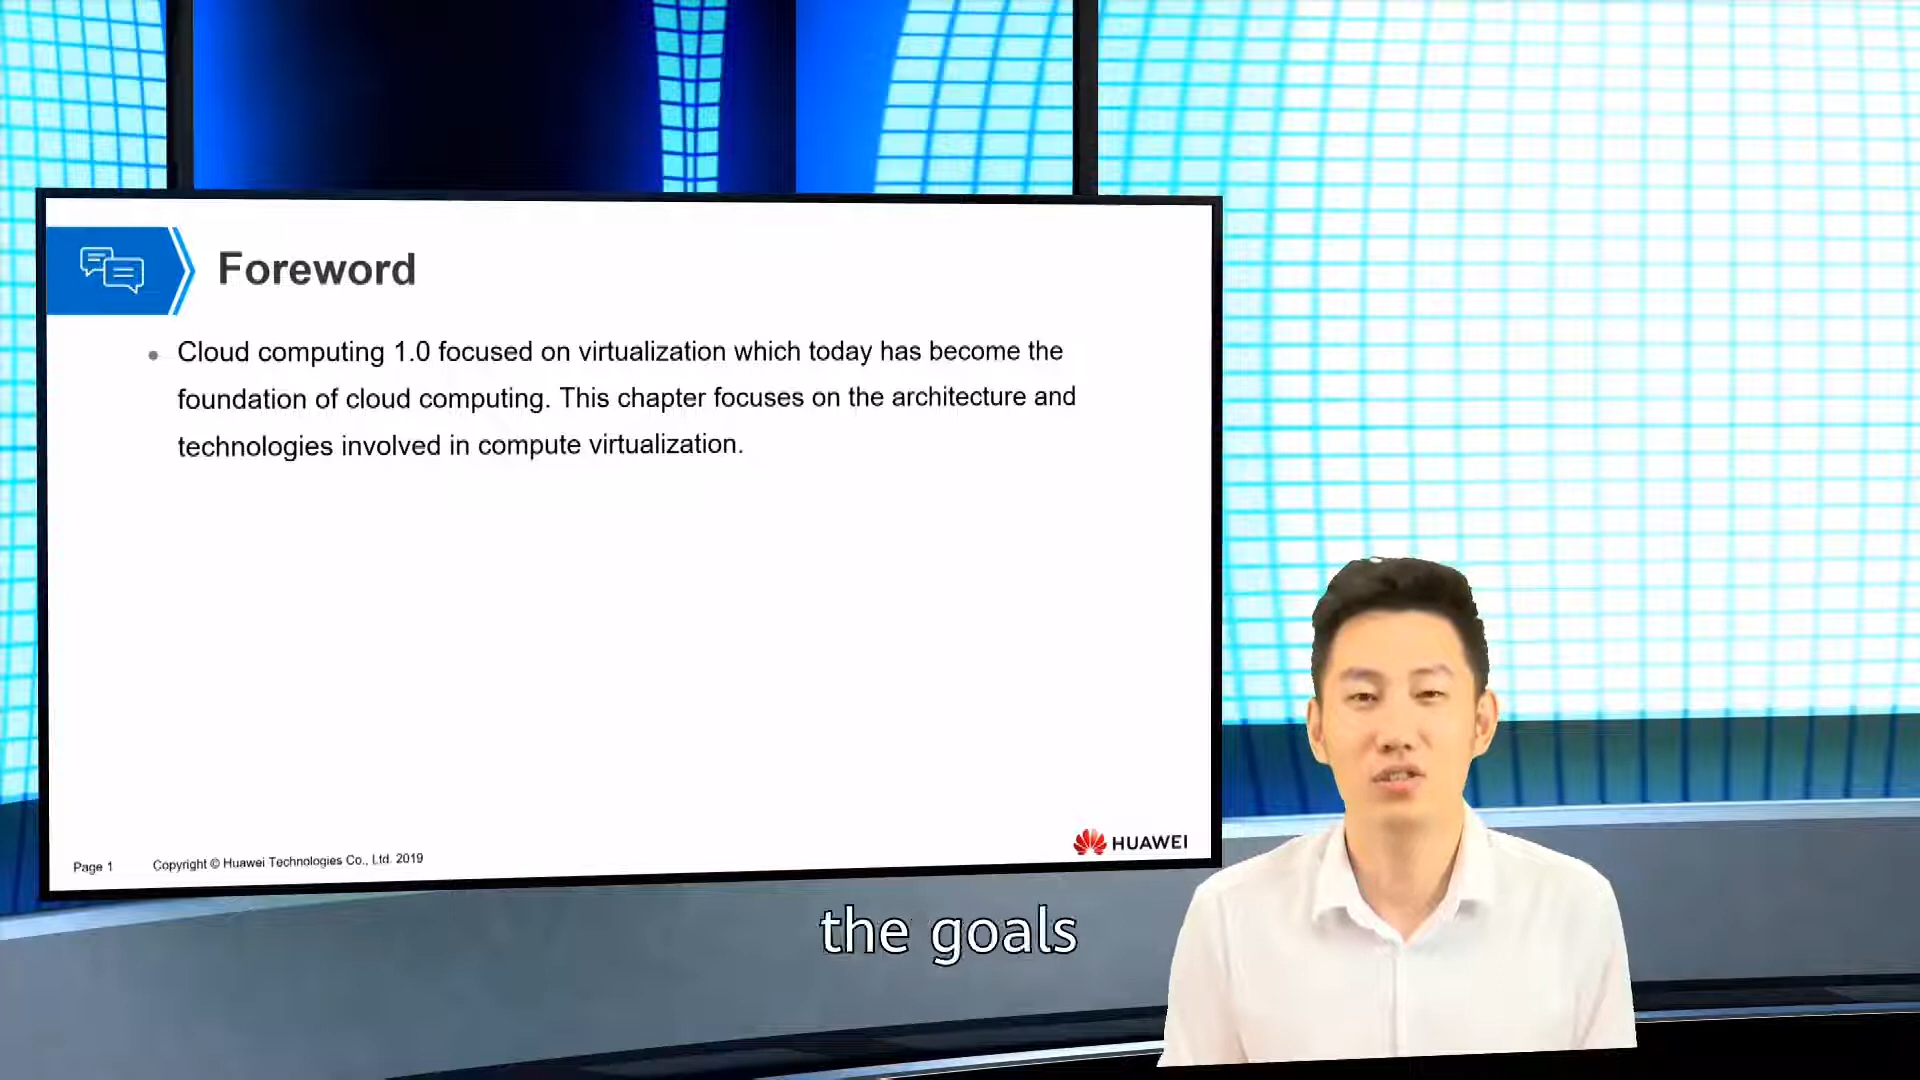 Foreword
Cloud computing 1.0 focused on virtualization which today has become the
foundation of cloud computing. This chapter focuses on the architecture and
technologies involved in compute virtualization.
HUAWEI
Page 1 Copyright © Huawei Technologies Co., Ltd. 2019
the goals